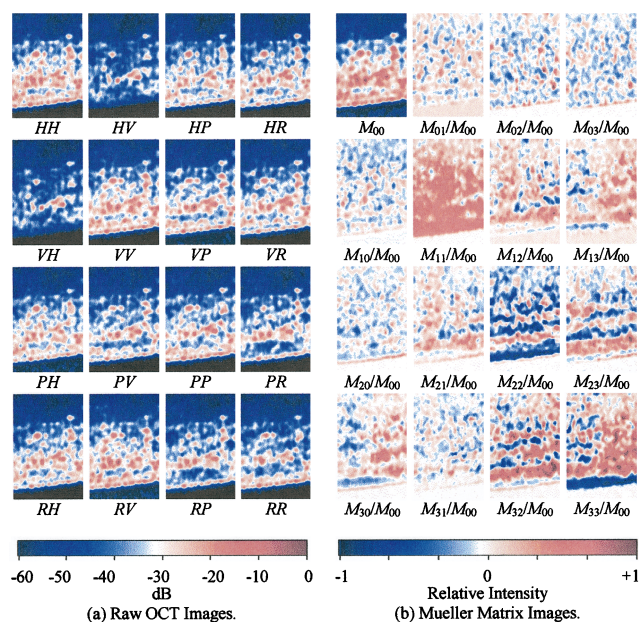 HH HV HP HR
VH VV VP VR
PH PV PP PR
RH RV RP RR
-60 -50 -40 -30 -20 -10 0
dB
(a) Raw OCT Images.
M00 M01/M00 M02/M00 M03/M00
M10/M00 M11/M00 M12/M00 M13/M00
M20/M00 M21/M00 M22/M00 M23/M00
M30/M00 M31/M00 M32/M00 M33/M00
-1 0 +1
Relative Intensity
(b) Mueller Matrix Images.